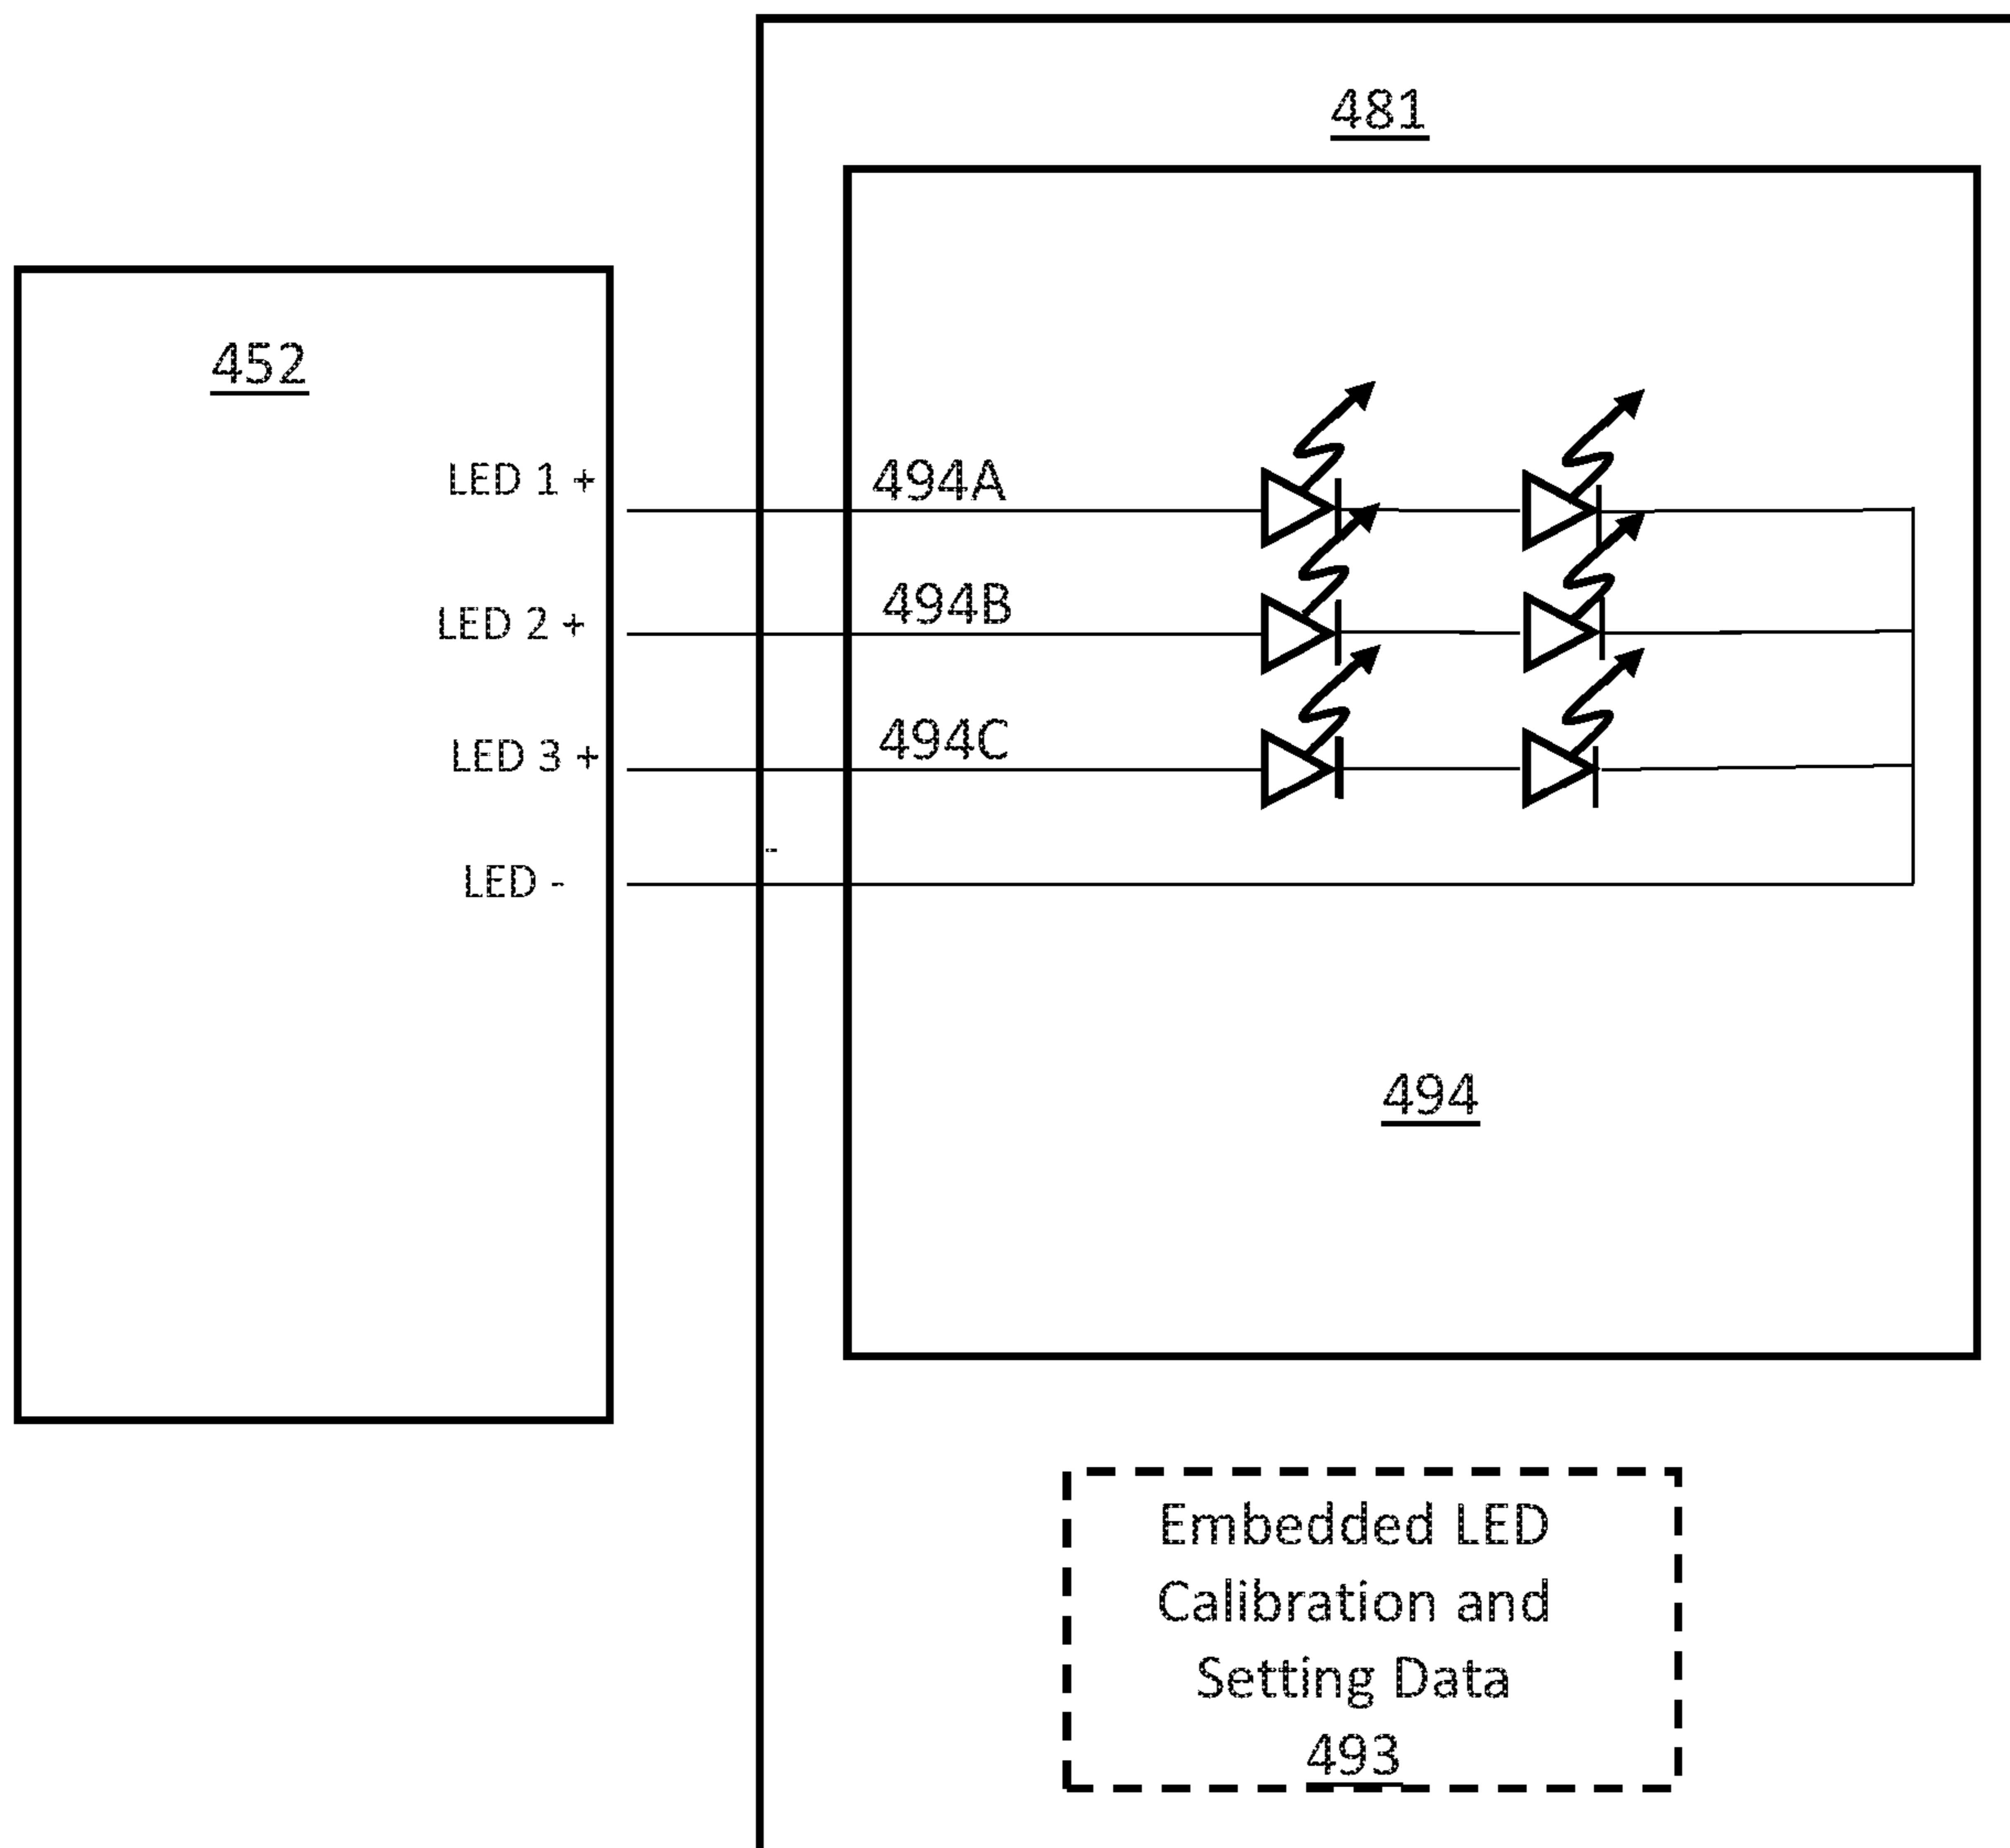 481
452
LED 1 +
494A
LED 2 +
494B
LED 3 +
494C
LED -
494
Embedded LED
Calibration and
Setting Data
493